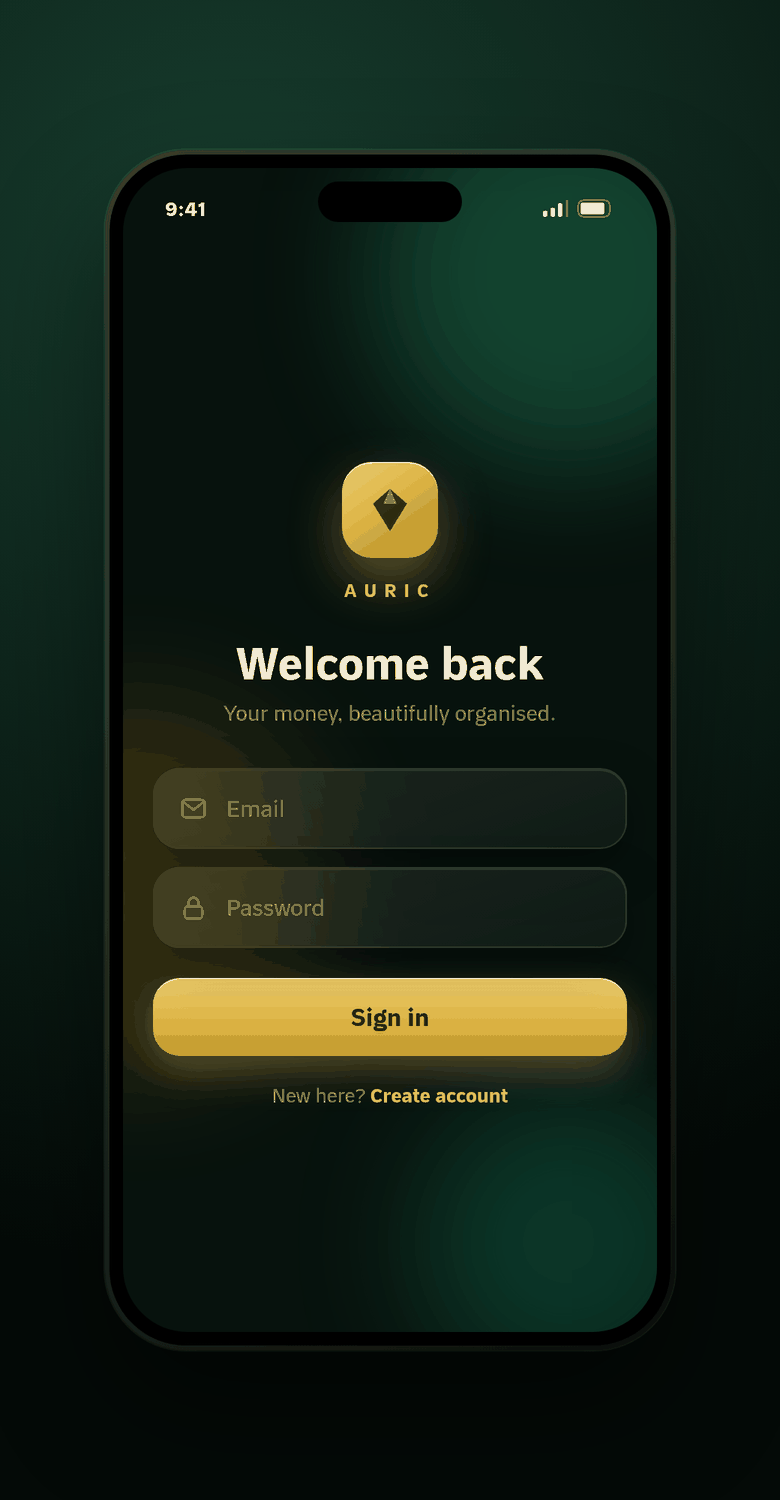 9:41
AURIC
Welcome back
Your money, beautifully organised.
Email
Password
Sign in
New here? Create account